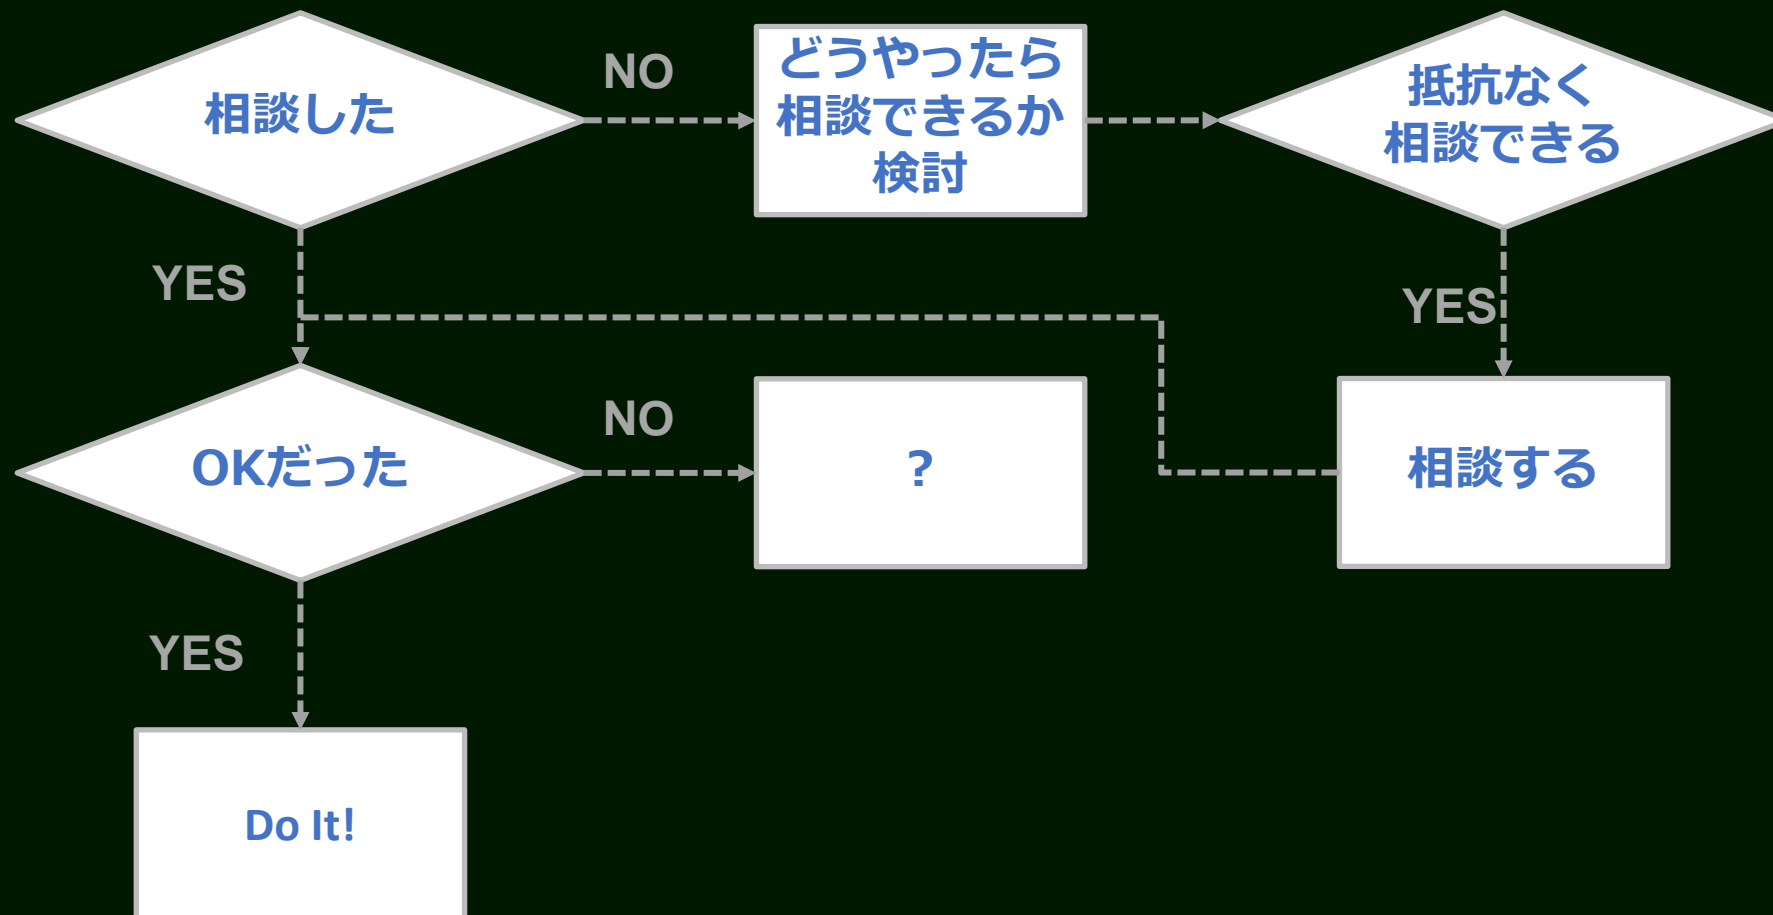 相談した
NO
どうやったら
相談できるか
検討
抵抗なく
相談できる
YES
YES
OKだった
NO
?
相談する
YES
Do It!